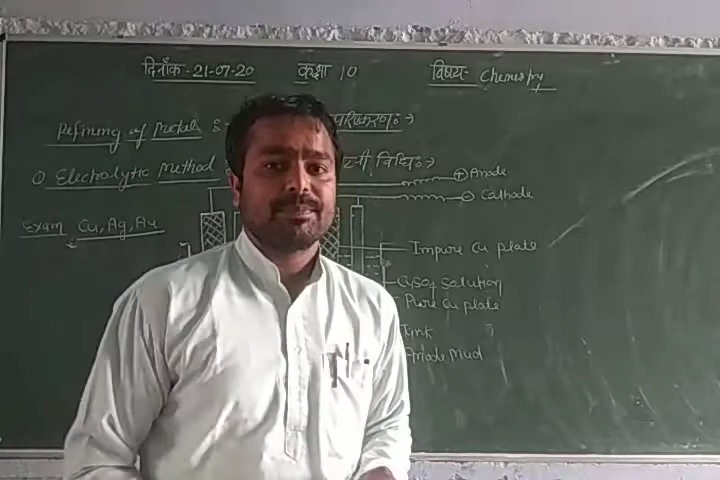 दिनाँक - 21-07-20 कक्षा 10 विषय - Chemistry
Refining of Metals परिष्करण :→
① Electrolytic Method विधि :→
⊕ Anode
⊖ Cathode
Exam Cu, Ag, Au
Impure Cu plate
CuSO4 Solution
Pure Cu plate
Tank
Anode Mud